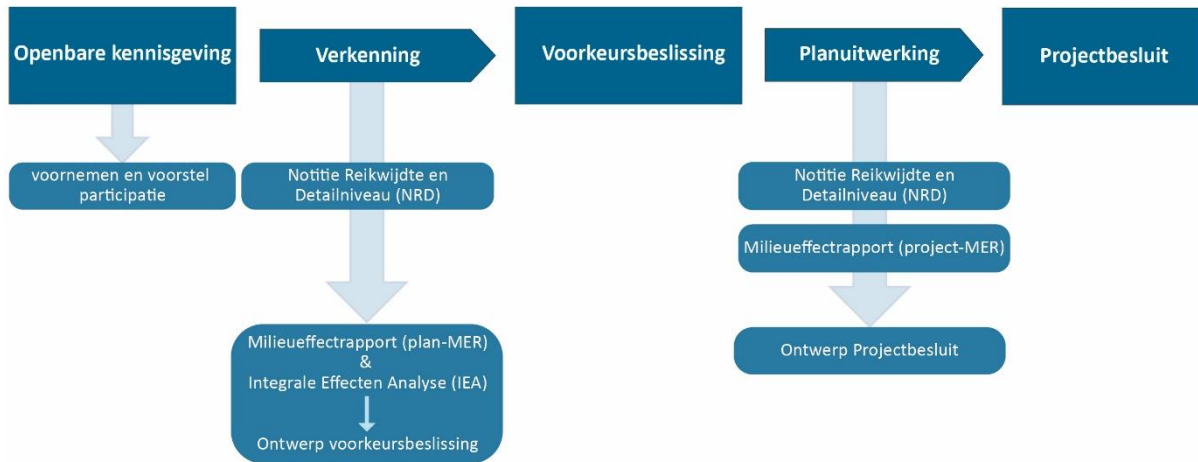 Openbare kennisgeving
Verkenning
Voorkeursbeslissing
Planuitwerking
Projectbesluit
voornemen en voorstel
participatie
Notitie Reikwijdte en
Detailniveau (NRD)
Milieueffectrapport (plan-MER)
&
Integrale Effecten Analyse (IEA)
Ontwerp voorkeursbeslissing
Notitie Reikwijdte en
Detailniveau (NRD)
Milieueffectrapport (project-MER)
Ontwerp Projectbesluit